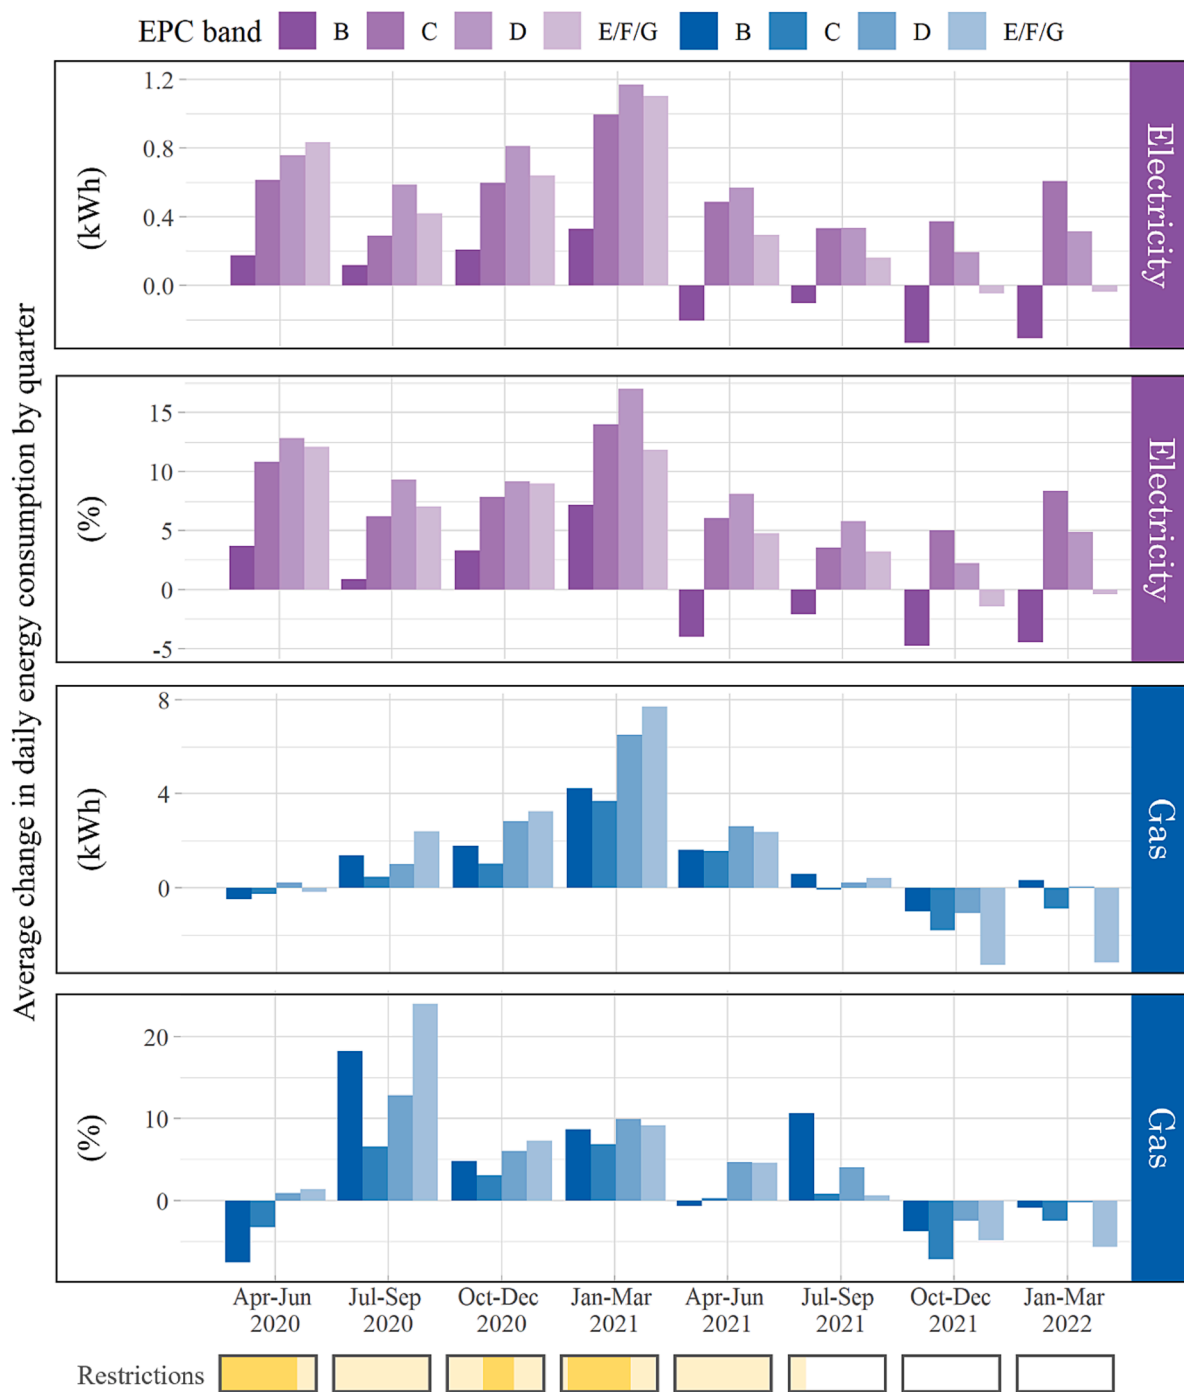 EPC band B C D E/F/G B C D E/F/G
Average change in daily energy consumption by quarter
(kWh)
1.2
0.8
0.4
0.0
Electricity
(%)
15
10
5
0
-5
Electricity
(kWh)
8
4
0
Gas
(%)
20
10
0
Gas
Apr-Jun 2020
Jul-Sep 2020
Oct-Dec 2020
Jan-Mar 2021
Apr-Jun 2021
Jul-Sep 2021
Oct-Dec 2021
Jan-Mar 2022
Restrictions